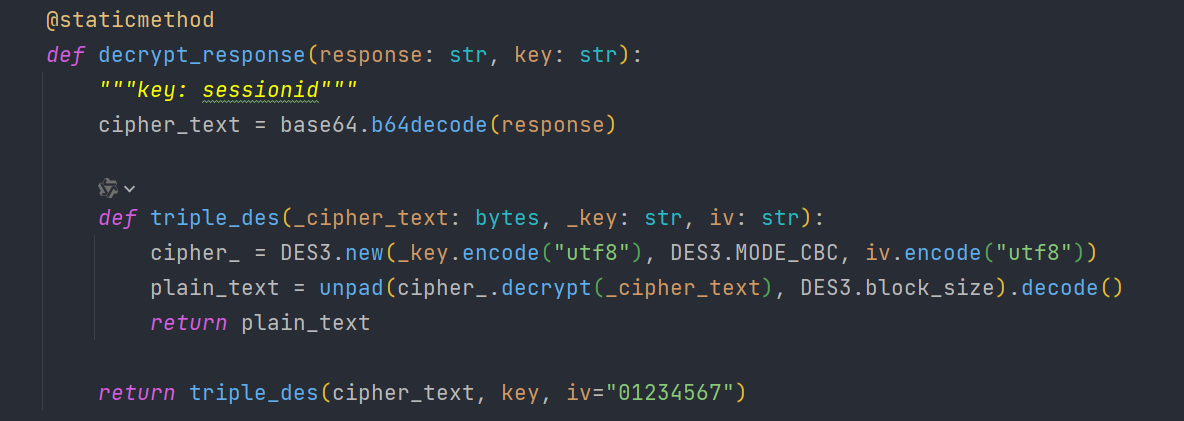 @staticmethod
def decrypt_response(response: str, key: str):
    """key: sessionid"""
    cipher_text = base64.b64decode(response)
    def triple_des(_cipher_text: bytes, _key: str, iv: str):
        cipher_ = DES3.new(_key.encode("utf8"), DES3.MODE_CBC, iv.encode("utf8"))
        plain_text = unpad(cipher_.decrypt(_cipher_text), DES3.block_size).decode()
        return plain_text
    return triple_des(cipher_text, key, iv="01234567")